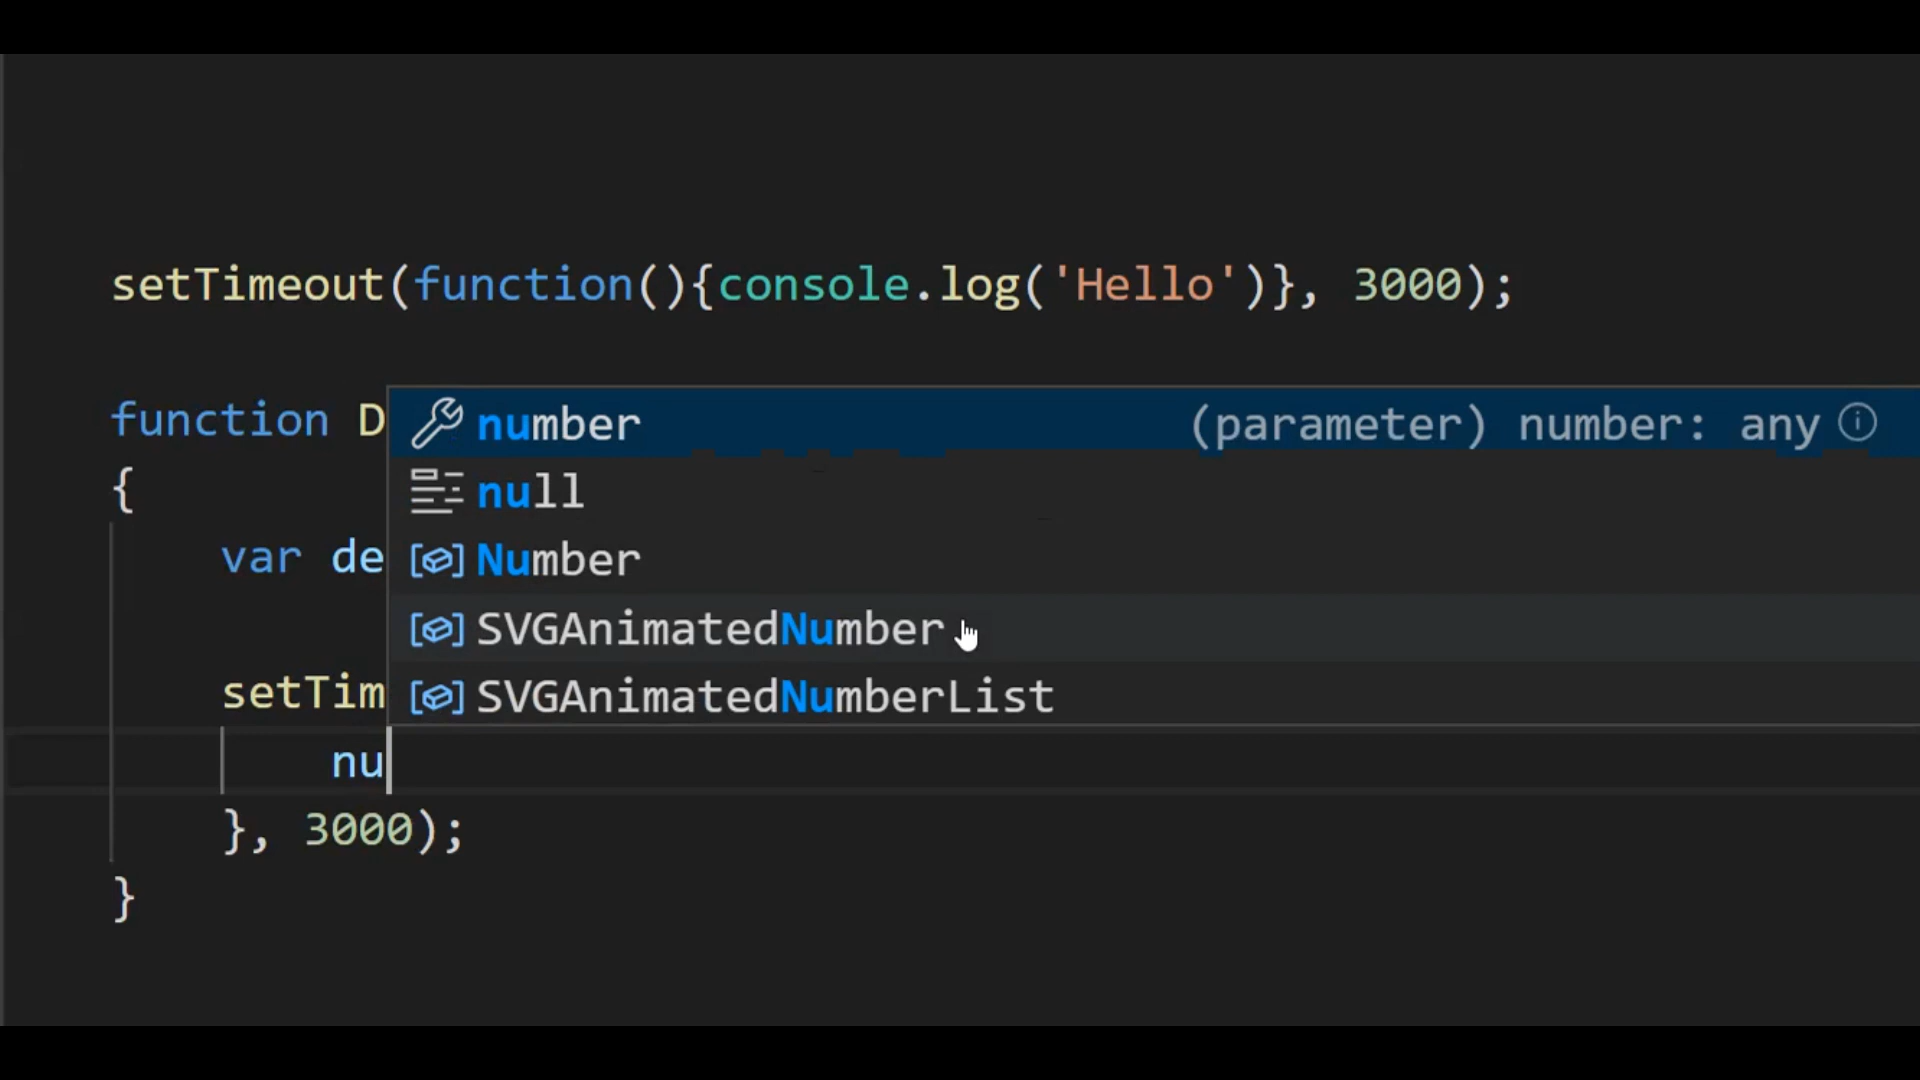 setTimeout(function(){console.log('Hello')}, 3000);
function D
number (parameter) number: any
{
null
var de
Number
SVGAnimatedNumber
setTim
SVGAnimatedNumberList
nu
}, 3000);
}